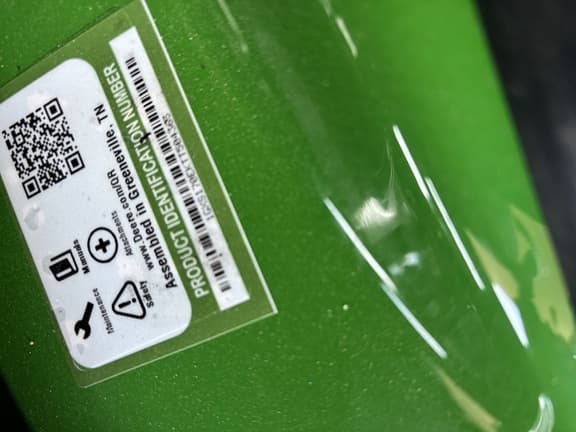 PRODUCT IDENTIFICATION NUMBER
Assembled in Greeneville, TN
www.Deere.com/QR
Safety
Attachments
Maintenance
Manuals